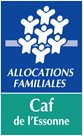 ALLOCATIONS
FAMILIALES
Caf
de l'Essonne